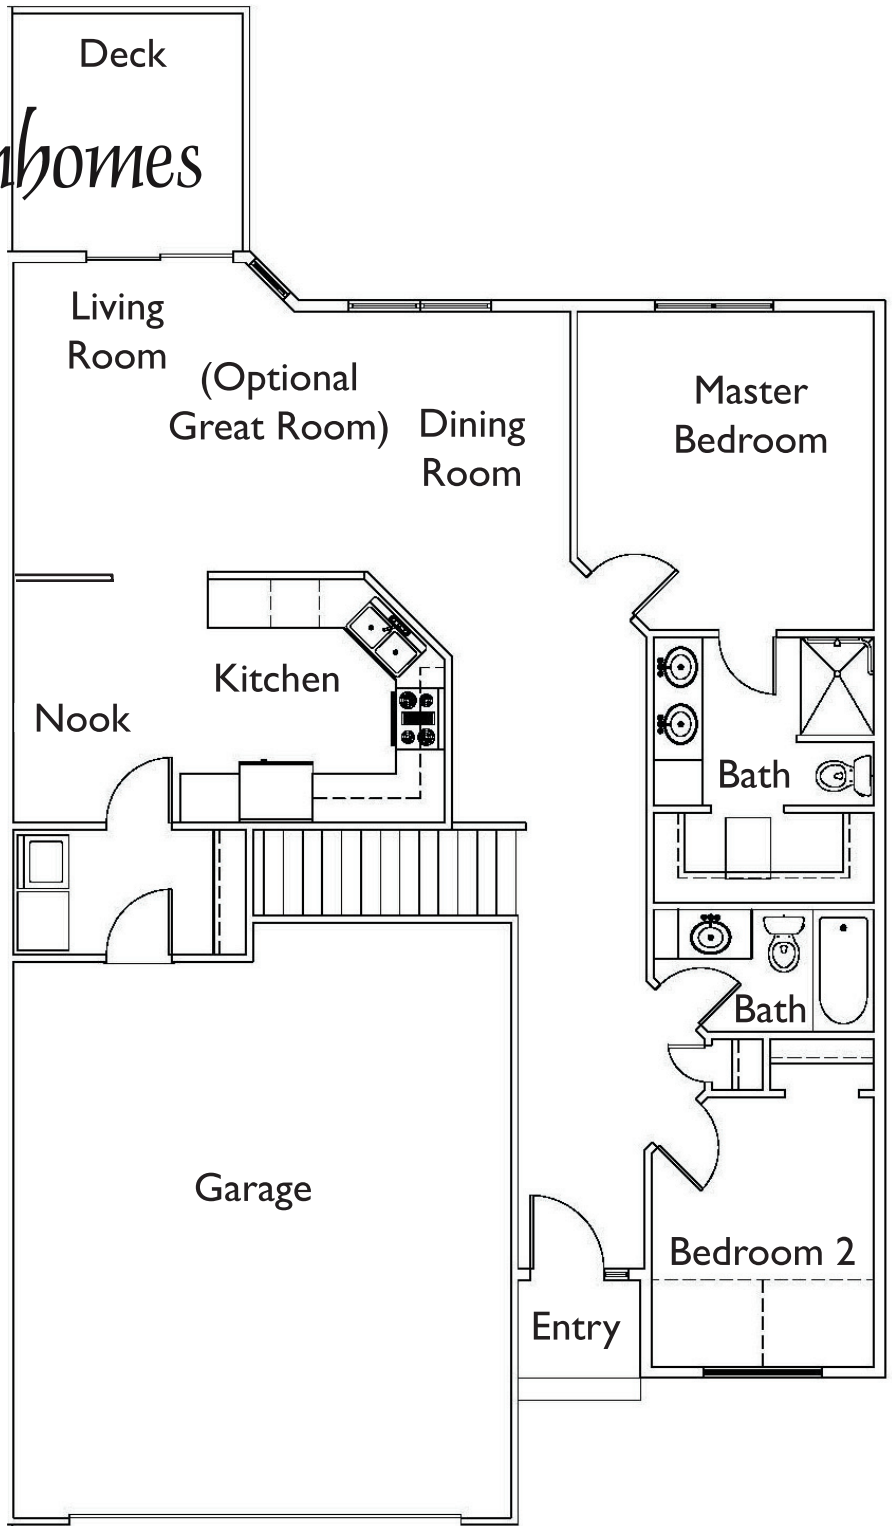 Deck
homes
Living
Room
(Optional
Great Room)
Dining
Room
Master
Bedroom
Kitchen
Nook
Bath
Bath
Garage
Bedroom 2
Entry